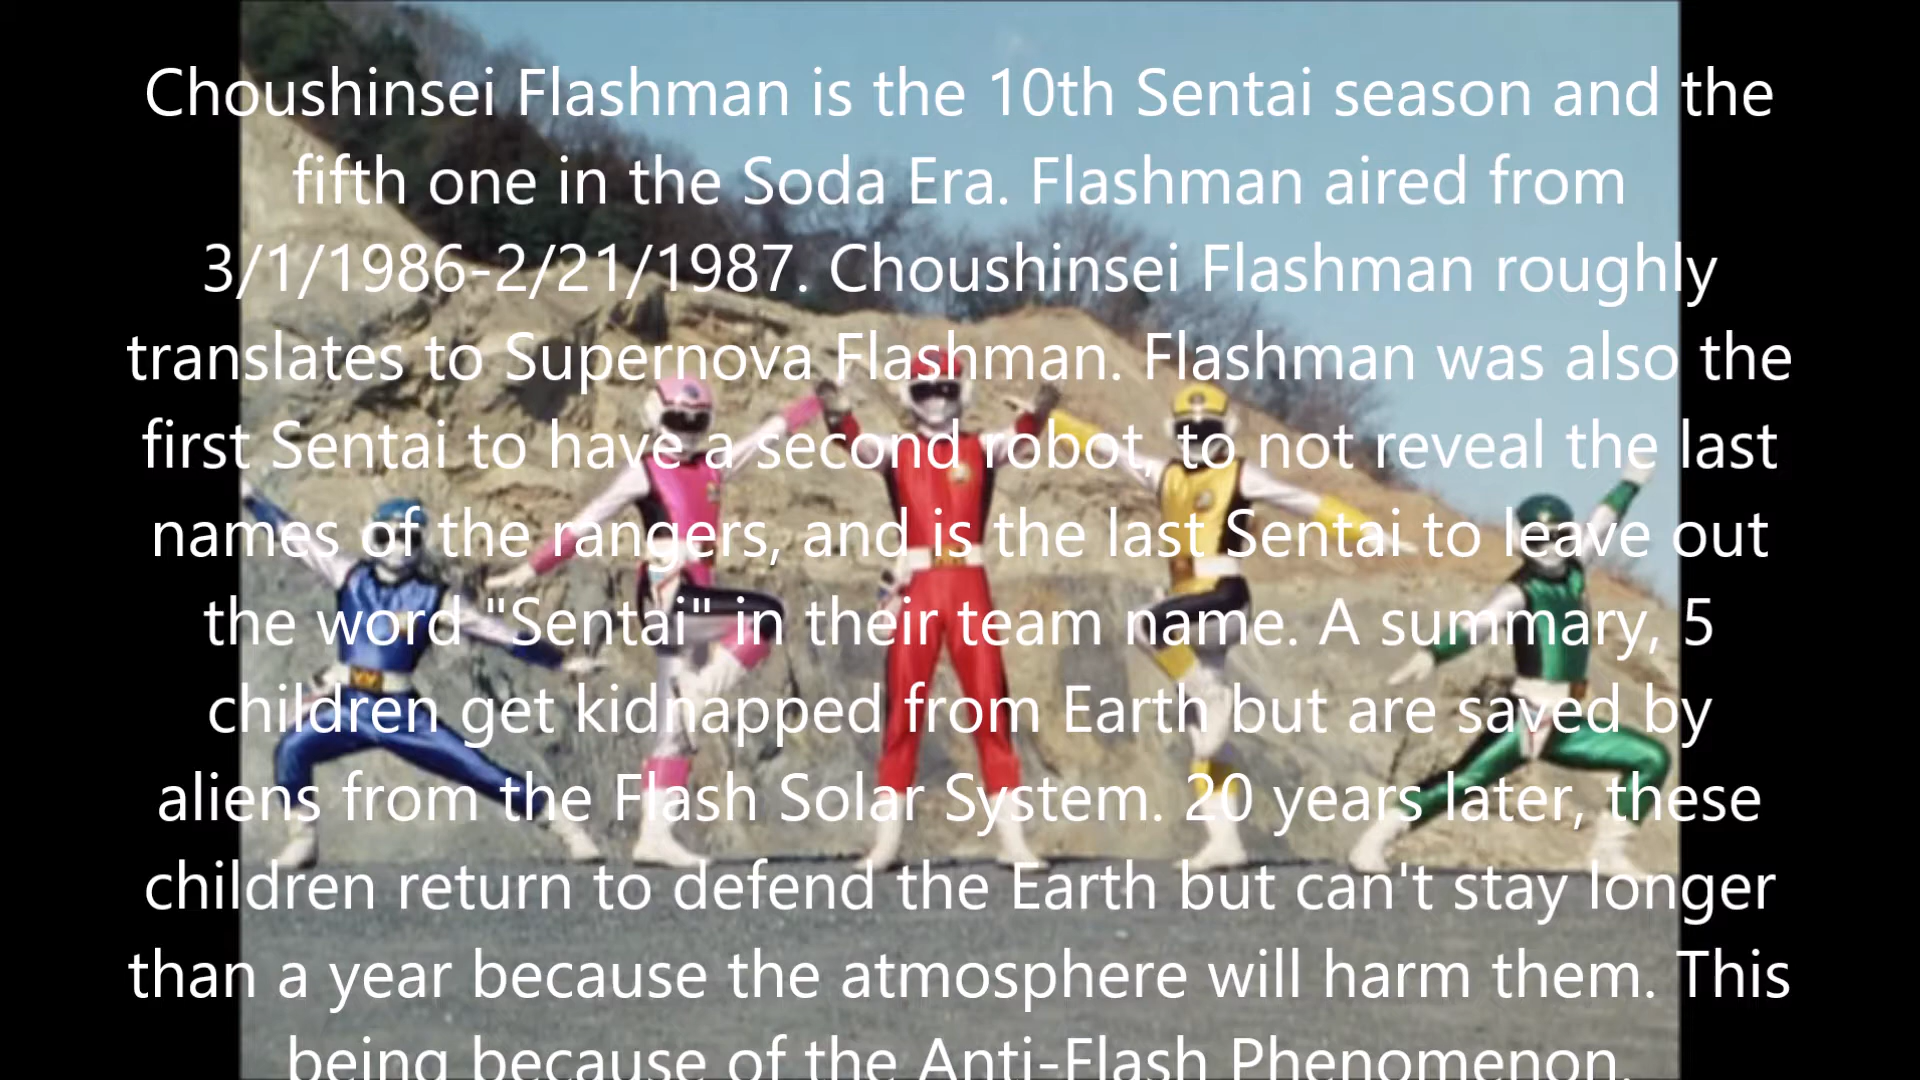 Choushinsei Flashman is the 10th Sentai season and the
fifth one in the Soda Era. Flashman aired from
3/1/1986-2/21/1987. Choushinsei Flashman roughly
translates to Supernova Flashman. Flashman was also the
first Sentai to have a second robot, to not reveal the last
names of the rangers, and is the last Sentai to leave out
the word "Sentai" in their team name. A summary, 5
children get kidnapped from Earth but are saved by
aliens from the Flash Solar System. 20 years later, these
children return to defend the Earth but can't stay longer
than a year because the atmosphere will harm them. This
being because of the Anti-Flash Phenomenon.